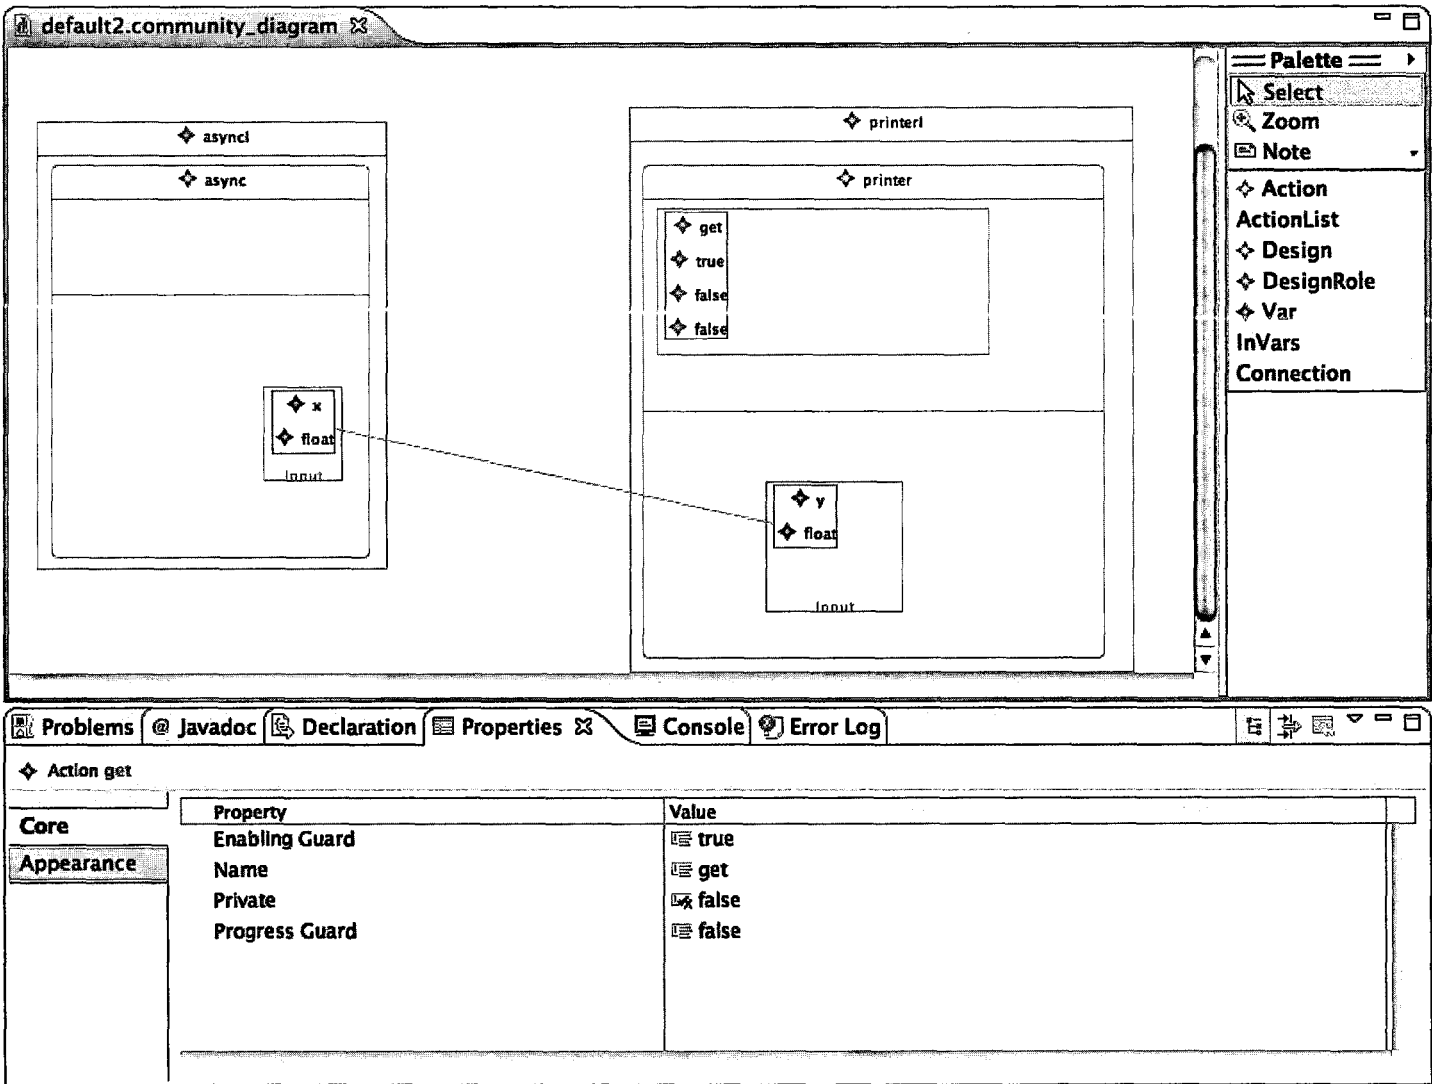 default2.community_diagram
async1
async
x
float
Input
printer1
printer
get
true
false
false
y
float
Input
Palette
Select
Zoom
Note
Action
ActionList
Design
DesignRole
Var
InVars
Connection
Problems @ Javadoc Declaration Properties Console Error Log
Action get
Core
Appearance
Property Value
Enabling Guard true
Name get
Private false
Progress Guard false